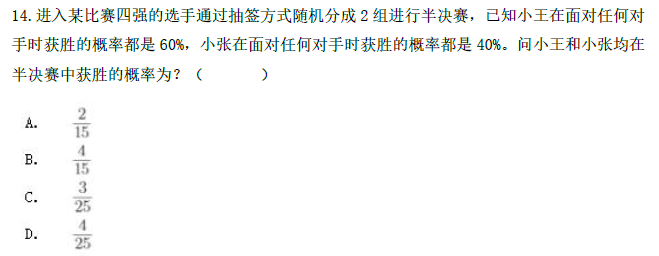 14.进入某比赛四强的选手通过抽签方式随机分成 2 组进行半决赛，已知小王在面对任何对
手时获胜的概率都是 60%，小张在面对任何对手时获胜的概率都是 40%。问小王和小张均在
半决赛中获胜的概率为？（ ）
A. 2/15
B. 4/15
C. 3/25
D. 4/25